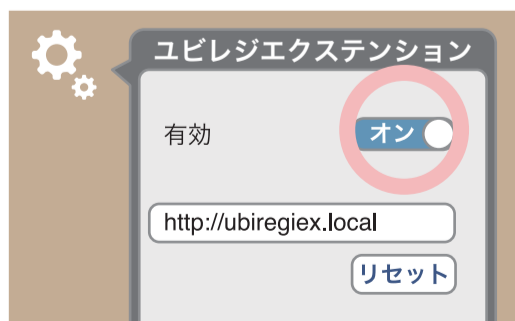 ユビレジエクステンション
有効
オン
http://ubiregiex.local
リセット